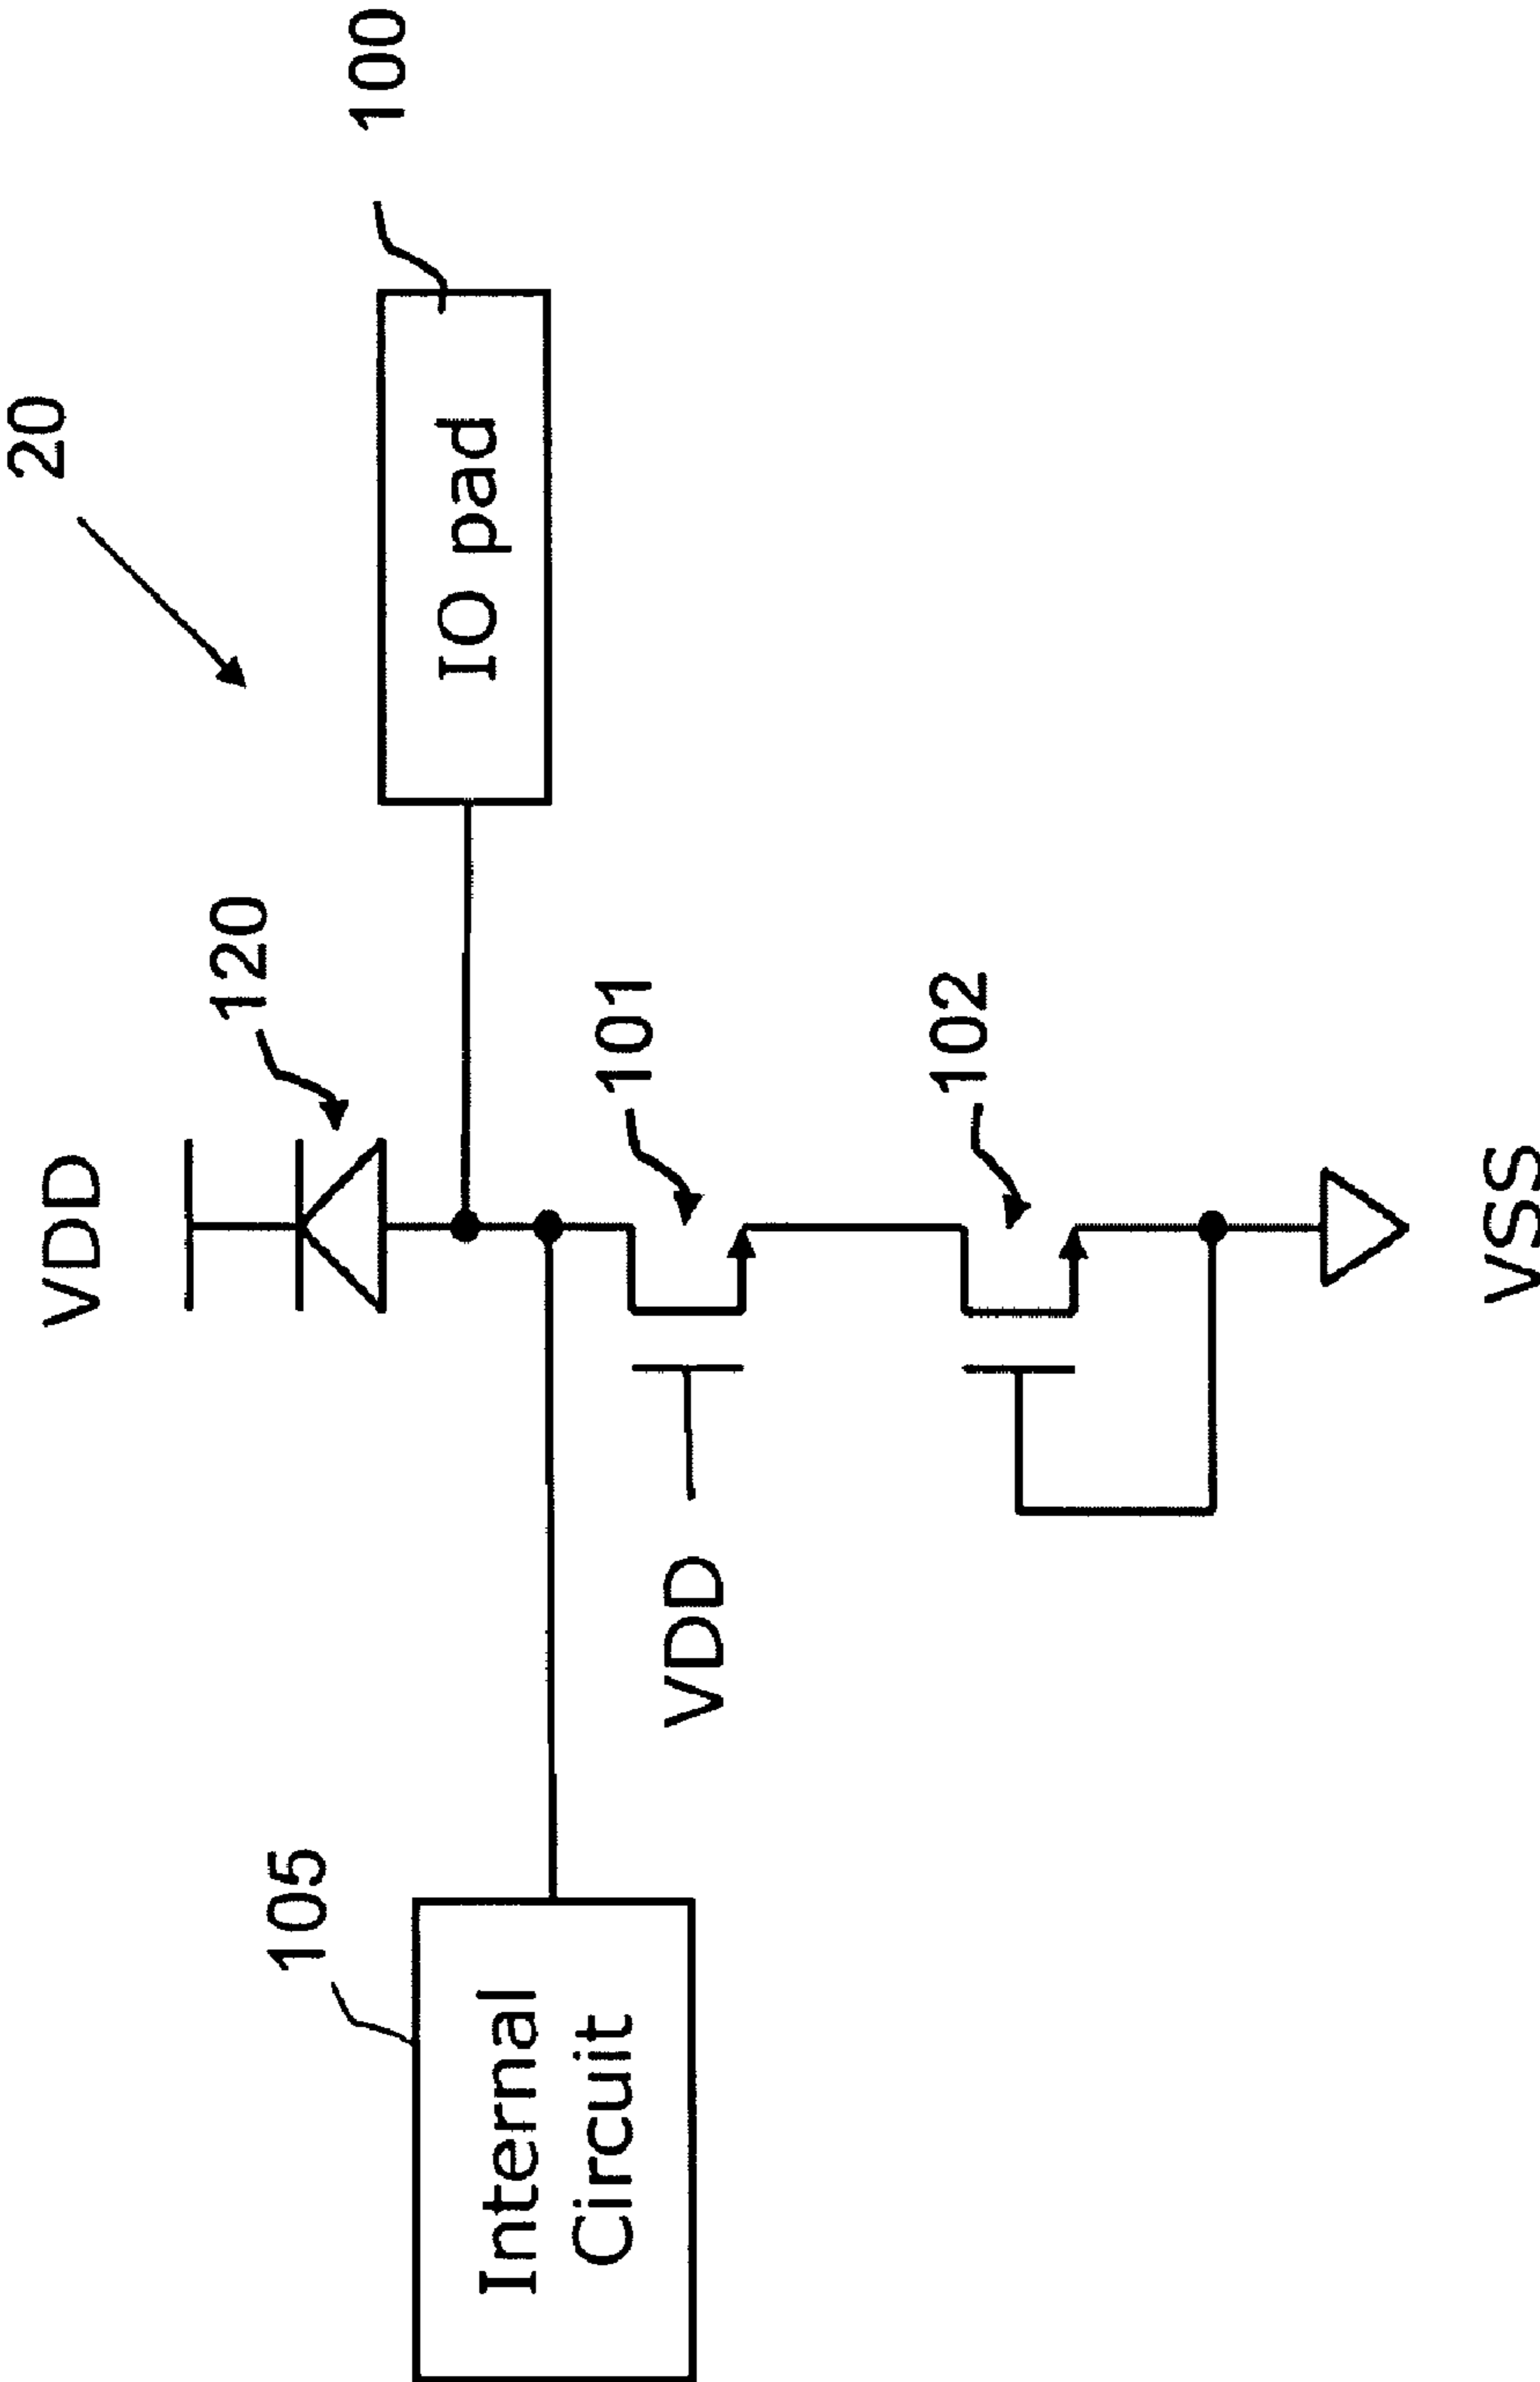 20
VDD
120
105
100
Internal
Circuit
IO pad
101
VDD
102
VSS